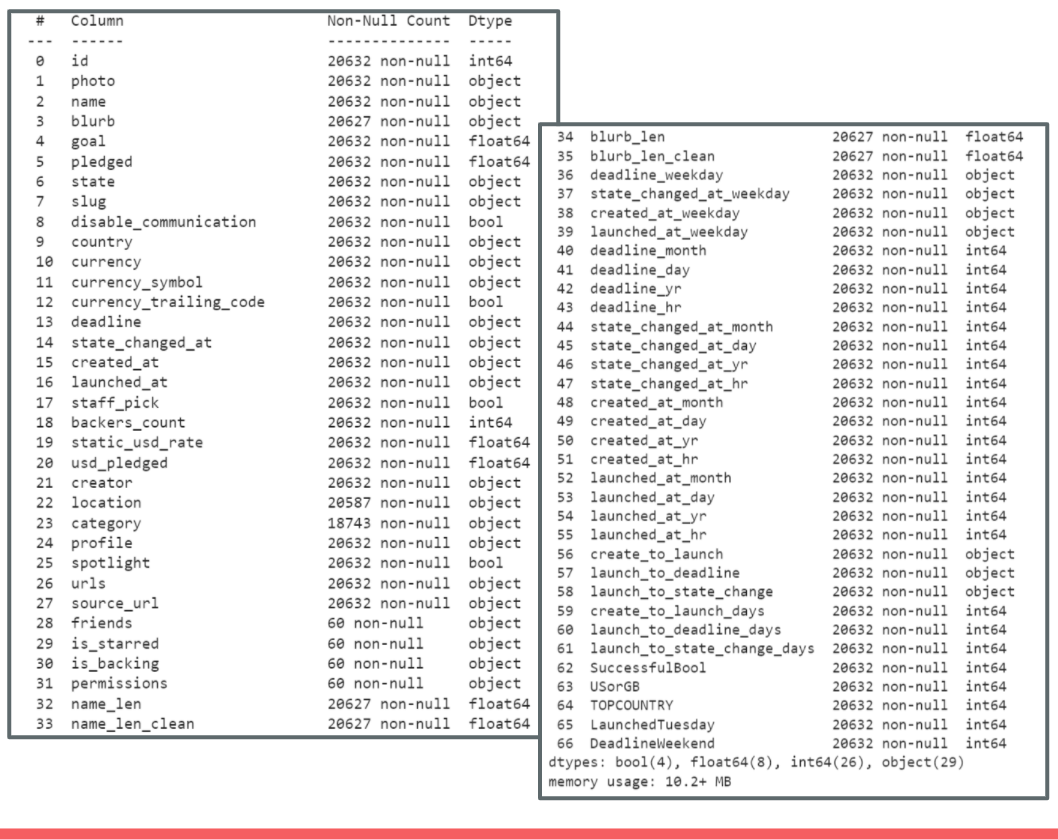 #   Column   Non-Null Count   Dtype
---   ------   --------------   -----
0   id   20632 non-null   int64
1   photo   20632 non-null   object
2   name   20632 non-null   object
3   blurb   20627 non-null   object
4   goal   20632 non-null   float64
5   pledged   20632 non-null   float64
6   state   20632 non-null   object
7   slug   20632 non-null   object
8   disable_communication   20632 non-null   bool
9   country   20632 non-null   object
10   currency   20632 non-null   object
11   currency_symbol   20632 non-null   object
12   currency_trailing_code   20632 non-null   bool
13   deadline   20632 non-null   object
14   state_changed_at   20632 non-null   object
15   created_at   20632 non-null   object
16   launched_at   20632 non-null   object
17   staff_pick   20632 non-null   bool
18   backers_count   20632 non-null   int64
19   static_usd_rate   20632 non-null   float64
20   usd_pledged   20632 non-null   float64
21   creator   20632 non-null   object
22   location   20587 non-null   object
23   category   18743 non-null   object
24   profile   20632 non-null   object
25   spotlight   20632 non-null   bool
26   urls   20632 non-null   object
27   source_url   20632 non-null   object
28   friends   60 non-null   object
29   is_starred   60 non-null   object
30   is_backing   60 non-null   object
31   permissions   60 non-null   object
32   name_len   20627 non-null   float64
33   name_len_clean   20627 non-null   float64
34   blurb_len   20627 non-null   float64
35   blurb_len_clean   20627 non-null   float64
36   deadline_weekday   20632 non-null   object
37   state_changed_at_weekday   20632 non-null   object
38   created_at_weekday   20632 non-null   object
39   launched_at_weekday   20632 non-null   object
40   deadline_month   20632 non-null   int64
41   deadline_day   20632 non-null   int64
42   deadline_yr   20632 non-null   int64
43   deadline_hr   20632 non-null   int64
44   state_changed_at_month   20632 non-null   int64
45   state_changed_at_day   20632 non-null   int64
46   state_changed_at_yr   20632 non-null   int64
47   state_changed_at_hr   20632 non-null   int64
48   created_at_month   20632 non-null   int64
49   created_at_day   20632 non-null   int64
50   created_at_yr   20632 non-null   int64
51   created_at_hr   20632 non-null   int64
52   launched_at_month   20632 non-null   int64
53   launched_at_day   20632 non-null   int64
54   launched_at_yr   20632 non-null   int64
55   launched_at_hr   20632 non-null   int64
56   create_to_launch   20632 non-null   object
57   launch_to_deadline   20632 non-null   object
58   launch_to_state_change   20632 non-null   object
59   create_to_launch_days   20632 non-null   int64
60   launch_to_deadline_days   20632 non-null   int64
61   launch_to_state_change_days   20632 non-null   int64
62   SuccessfulBool   20632 non-null   int64
63   USorGB   20632 non-null   int64
64   TOPCOUNTRY   20632 non-null   int64
65   LaunchedTuesday   20632 non-null   int64
66   DeadlineWeekend   20632 non-null   int64
dtypes: bool(4), float64(8), int64(26), object(29)
memory usage: 10.2+ MB